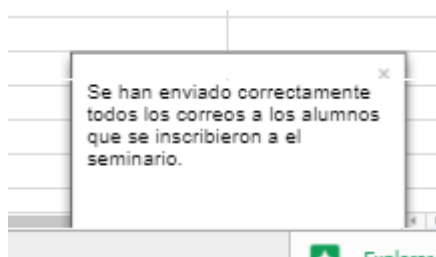 Se han enviado correctamente
todos los correos a los alumnos
que se inscribieron a el
seminario.